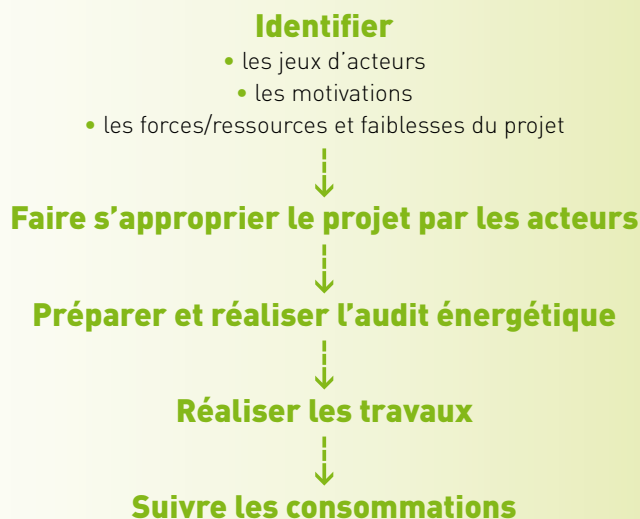 Identifier
• les jeux d’acteurs
• les motivations
• les forces/ressources et faiblesses du projet
Faire s’approprier le projet par les acteurs
Préparer et réaliser l’audit énergétique
Réaliser les travaux
Suivre les consommations